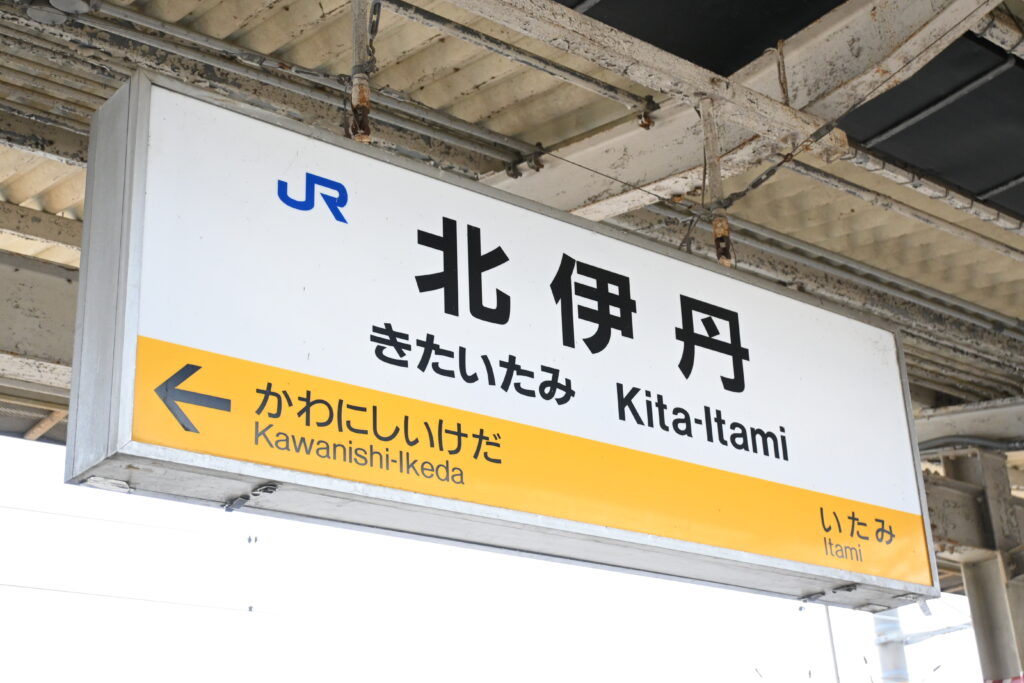 JR
北伊丹
きたいたみ Kita-Itami
← かわにしいけだ
Kawanishi-Ikeda
いたみ
Itami